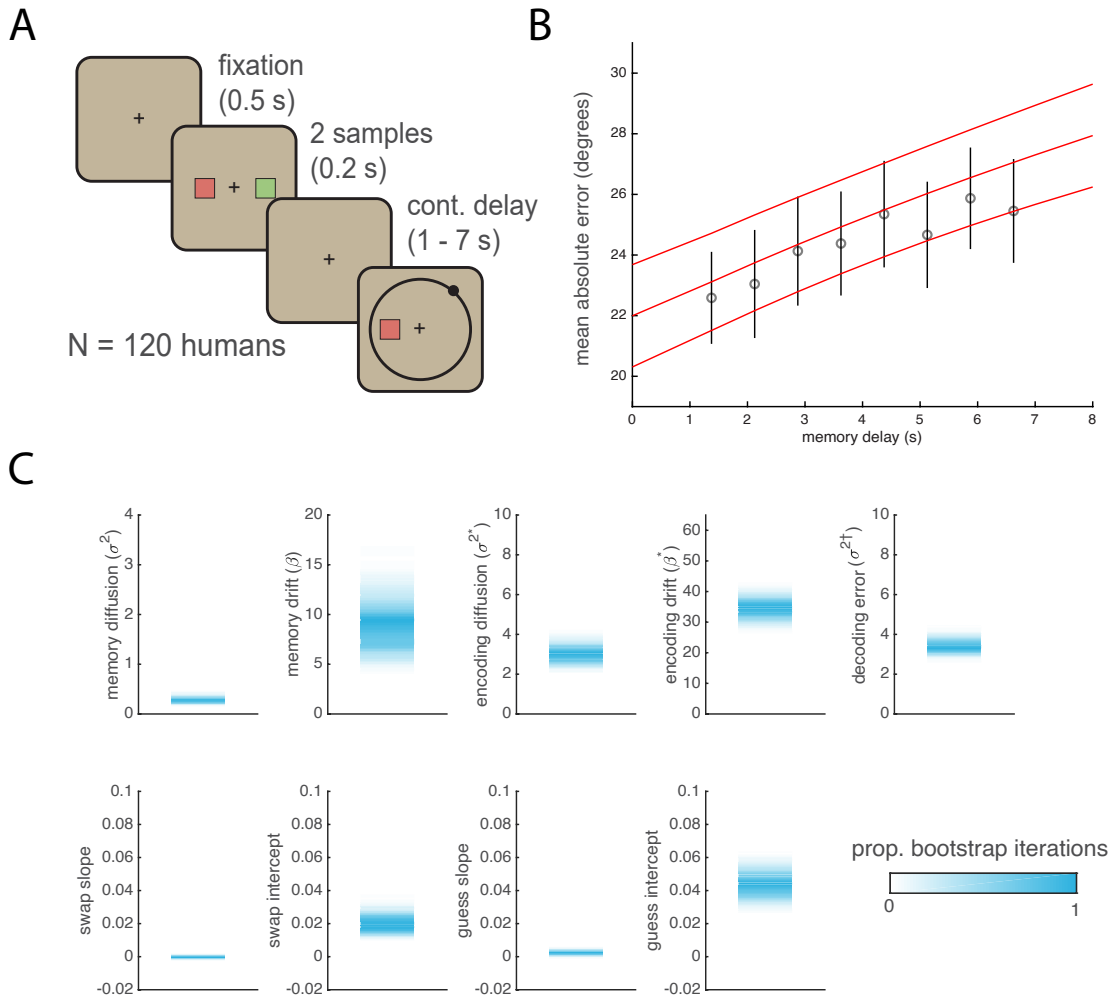 A
fixation
(0.5 s)
2 samples
(0.2 s)
cont. delay
(1 - 7 s)
N = 120 humans
B
mean absolute error (degrees)
30
28
26
24
22
20
0 1 2 3 4 5 6 7 8
memory delay (s)
C
memory diffusion (σ²)
4
3
2
1
0
memory drift (β)
20
15
10
5
0
encoding diffusion (σ²*)
10
8
6
4
2
0
encoding drift (β*)
60
50
40
30
20
10
0
decoding error (σ²†)
10
8
6
4
2
0
swap slope
0.1
0.08
0.06
0.04
0.02
0
-0.02
swap intercept
0.1
0.08
0.06
0.04
0.02
0
-0.02
guess slope
0.1
0.08
0.06
0.04
0.02
0
-0.02
guess intercept
0.1
0.08
0.06
0.04
0.02
0
-0.02
prop. bootstrap iterations
0 1